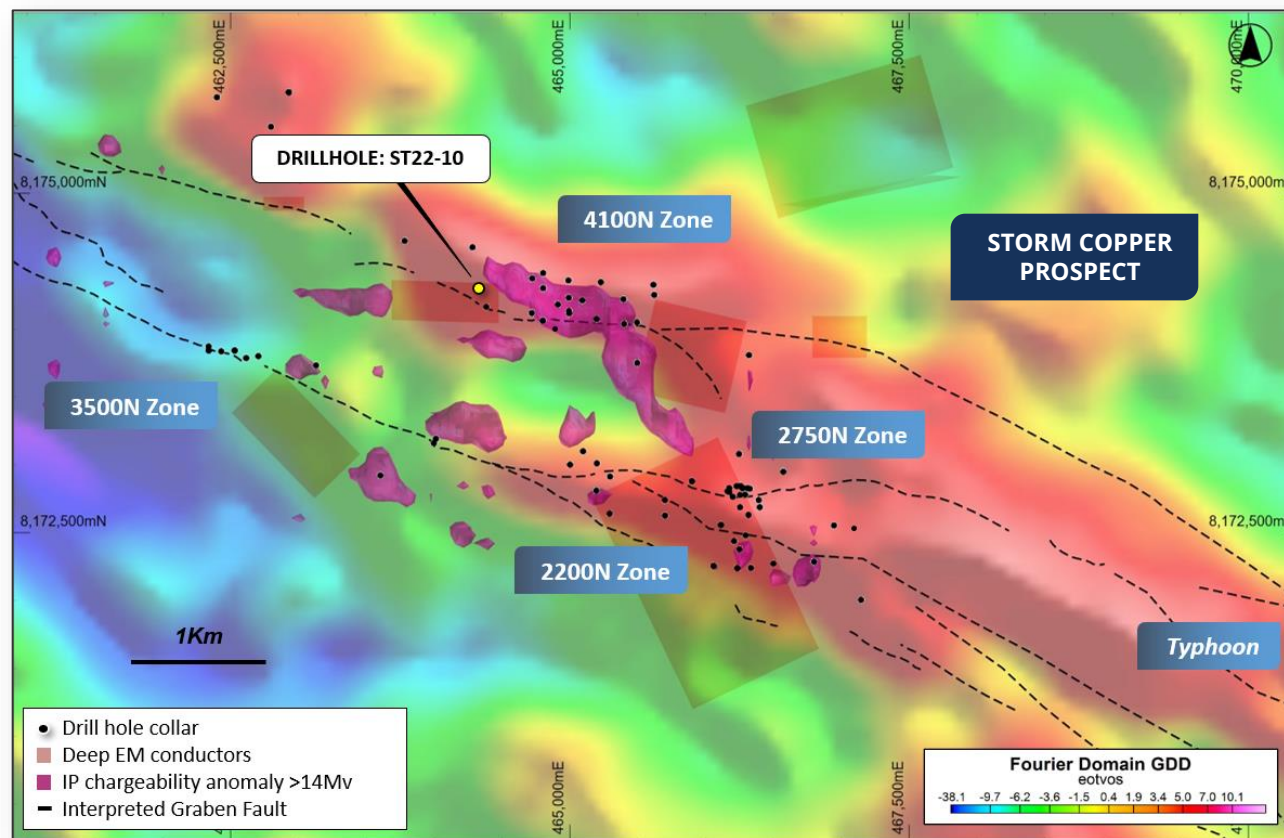 462,500mE
465,000mE
467,500mE
470,000mE
DRILLHOLE: ST22-10
8,175,000mN
8,175,000m
4100N Zone
STORM COPPER
PROSPECT
3500N Zone
2750N Zone
8,172,500mN
8,172,500m
2200N Zone
1Km
Typhoon
Drill hole collar
Deep EM conductors
IP chargeability anomaly >14Mv
Interpreted Graben Fault
465,000mE
467,500mE
Fourier Domain GDD
eotvos
-38.1 -9.7 -6.2 -3.6 -1.5 0.4 1.9 3.4 5.0 7.0 10.1